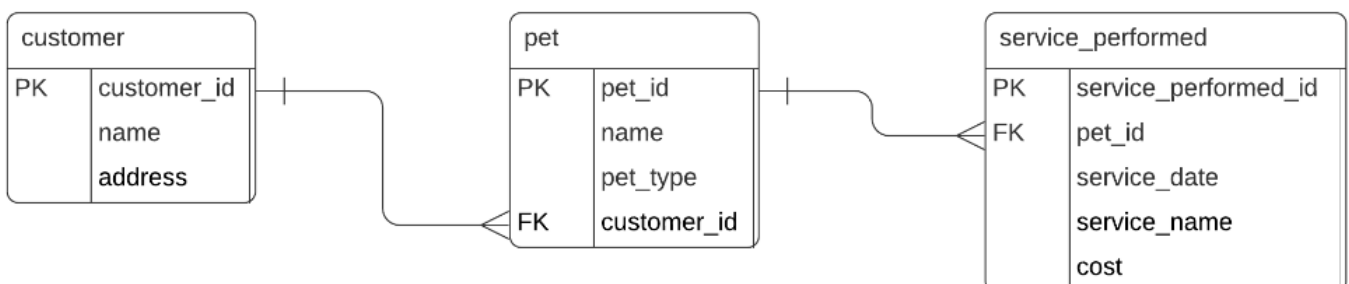 customer
PK customer_id
name
address
pet
PK pet_id
name
pet_type
FK customer_id
service_performed
PK service_performed_id
FK pet_id
service_date
service_name
cost